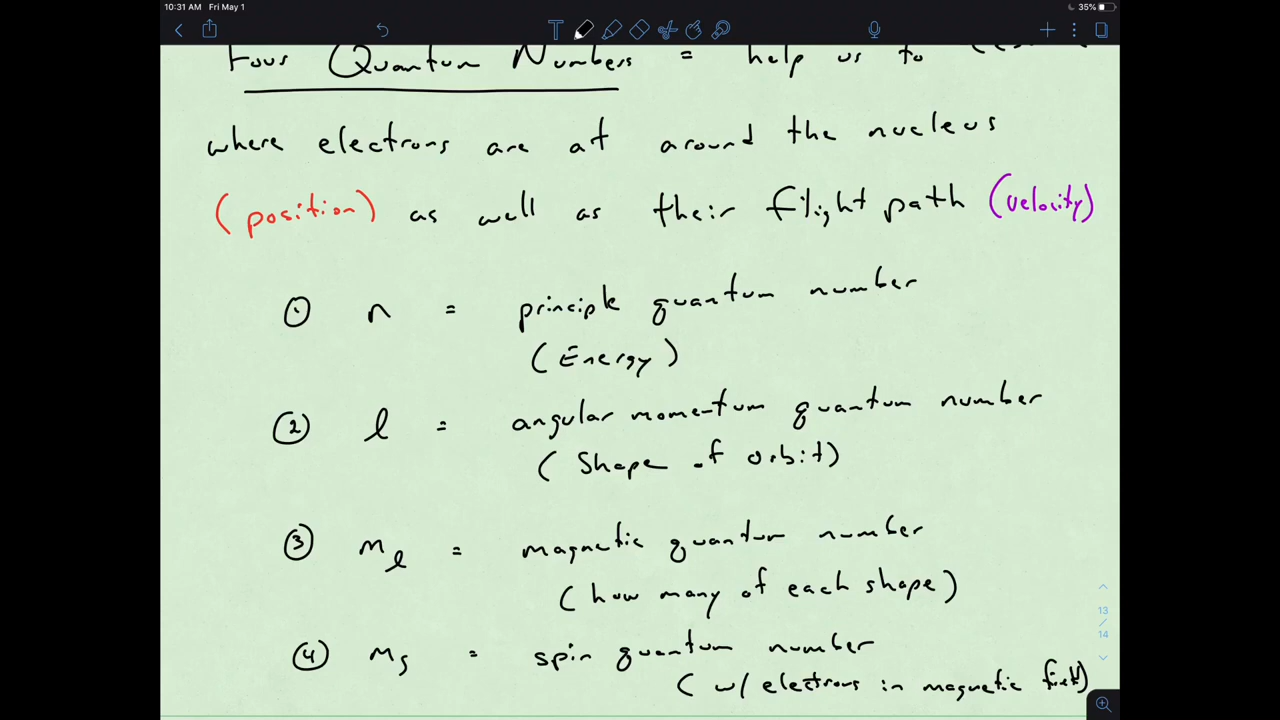 10:31 AM Fri May 1
35%
Four Quantum Numbers = help us to
where electrons are at around the nucleus
(position) as well as their flight path (velocity)
① n = principle quantum number
(Energy)
② l = angular momentum quantum number
(Shape of orbit)
③ ml = magnetic quantum number
(how many of each shape)
④ ms = spin quantum number
(w/ electrons in magnetic field)
13
/
14